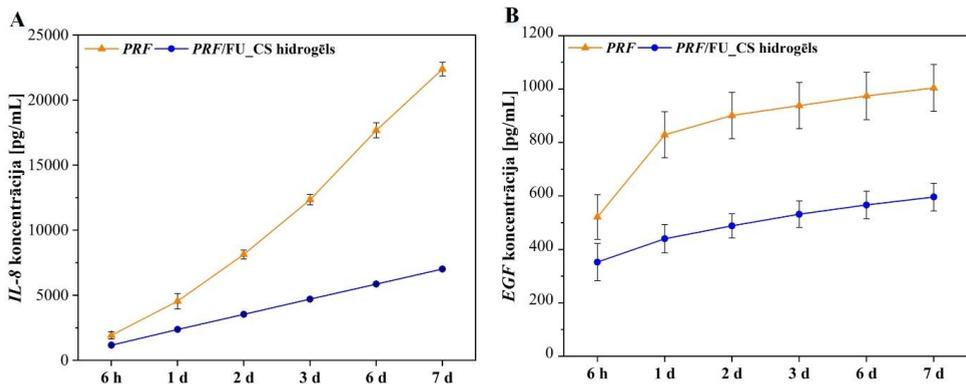 A
25000
20000
15000
10000
5000
0
IL-8 koncentrācija [pg/mL]
PRF PRF/FU_CS hidrogēls
6 h 1 d 2 d 3 d 6 d 7 d
B
1200
1000
800
600
400
200
0
EGF koncentrācija [pg/mL]
PRF PRF/FU_CS hidrogēls
6 h 1 d 2 d 3 d 6 d 7 d